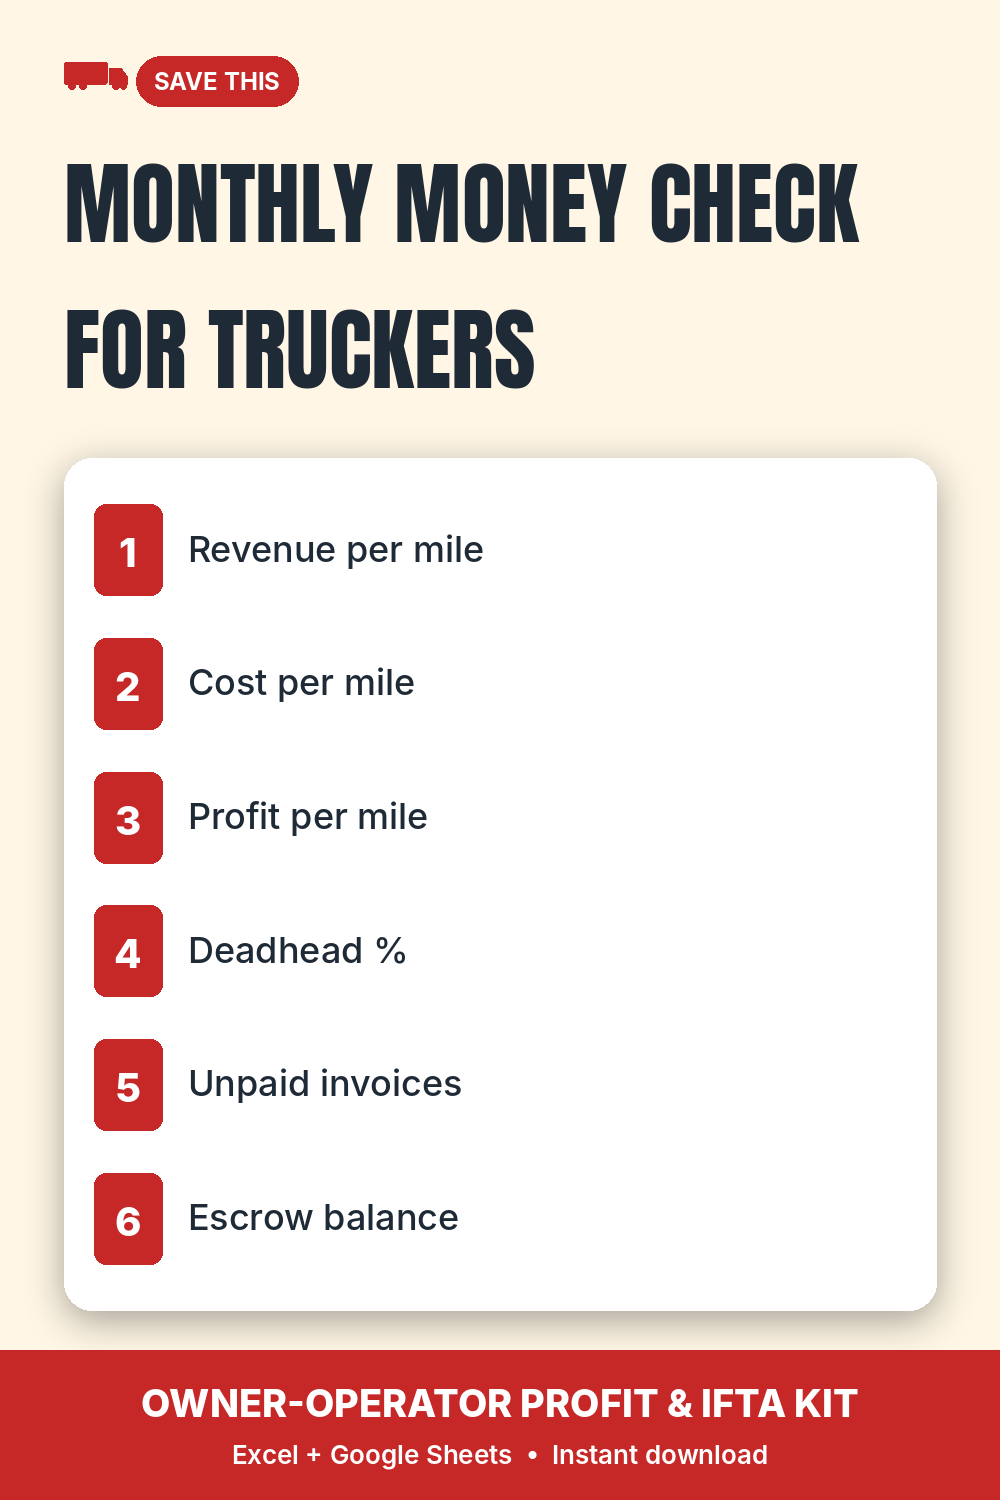 SAVE THIS
MONTHLY MONEY CHECK
FOR TRUCKERS
1 Revenue per mile
2 Cost per mile
3 Profit per mile
4 Deadhead %
5 Unpaid invoices
6 Escrow balance
OWNER-OPERATOR PROFIT & IFTA KIT
Excel + Google Sheets • Instant download